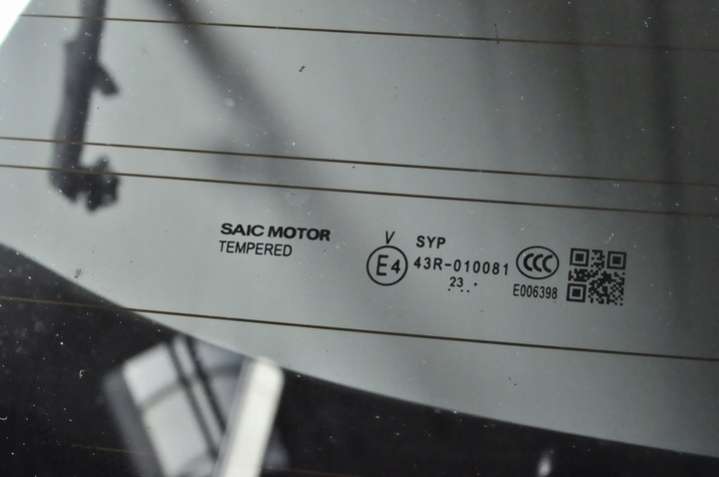 SAIC MOTOR
TEMPERED
V
E4
SYP
43R-010081
23
CCC
E006398